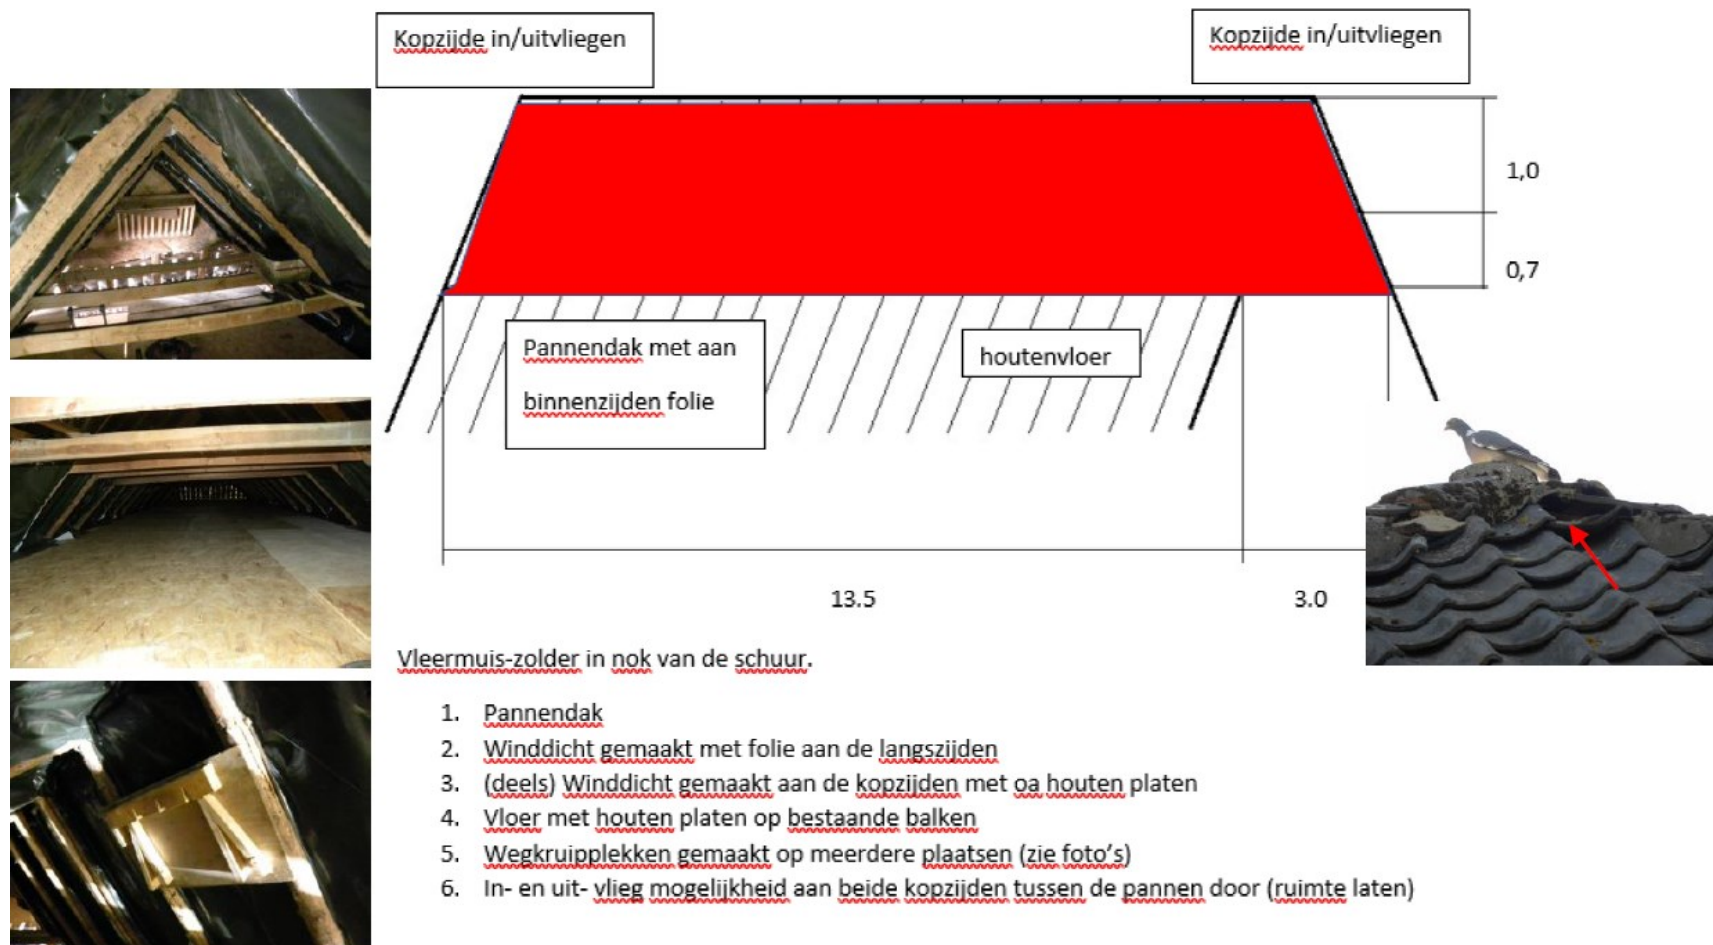 Kopzijde in/uitvliegen
Kopzijde in/uitvliegen
1,0
0,7
Pannendak met aan
binnenzijden folie
houtenvloer
13.5
3.0
Vleermuis-zolder in nok van de schuur.
1. Pannendak
2. Winddicht gemaakt met folie aan de langszijden
3. (deels) Winddicht gemaakt aan de kopzijden met oa houten platen
4. Vloer met houten platen op bestaande balken
5. Wegkruipplekken gemaakt op meerdere plaatsen (zie foto's)
6. In- en uit- vlieg mogelijkheid aan beide kopzijden tussen de pannen door (ruimte laten)